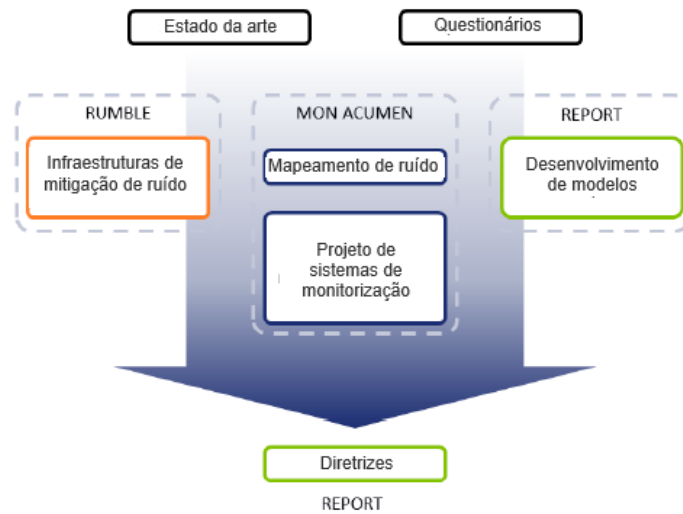 Estado da arte
Questionários
RUMBLE
MON ACUMEN
REPORT
Infraestruturas de
mitigação de ruído
Mapeamento de ruído
Desenvolvimento
de modelos
Projeto de
sistemas de
monitorização
Diretrizes
REPORT